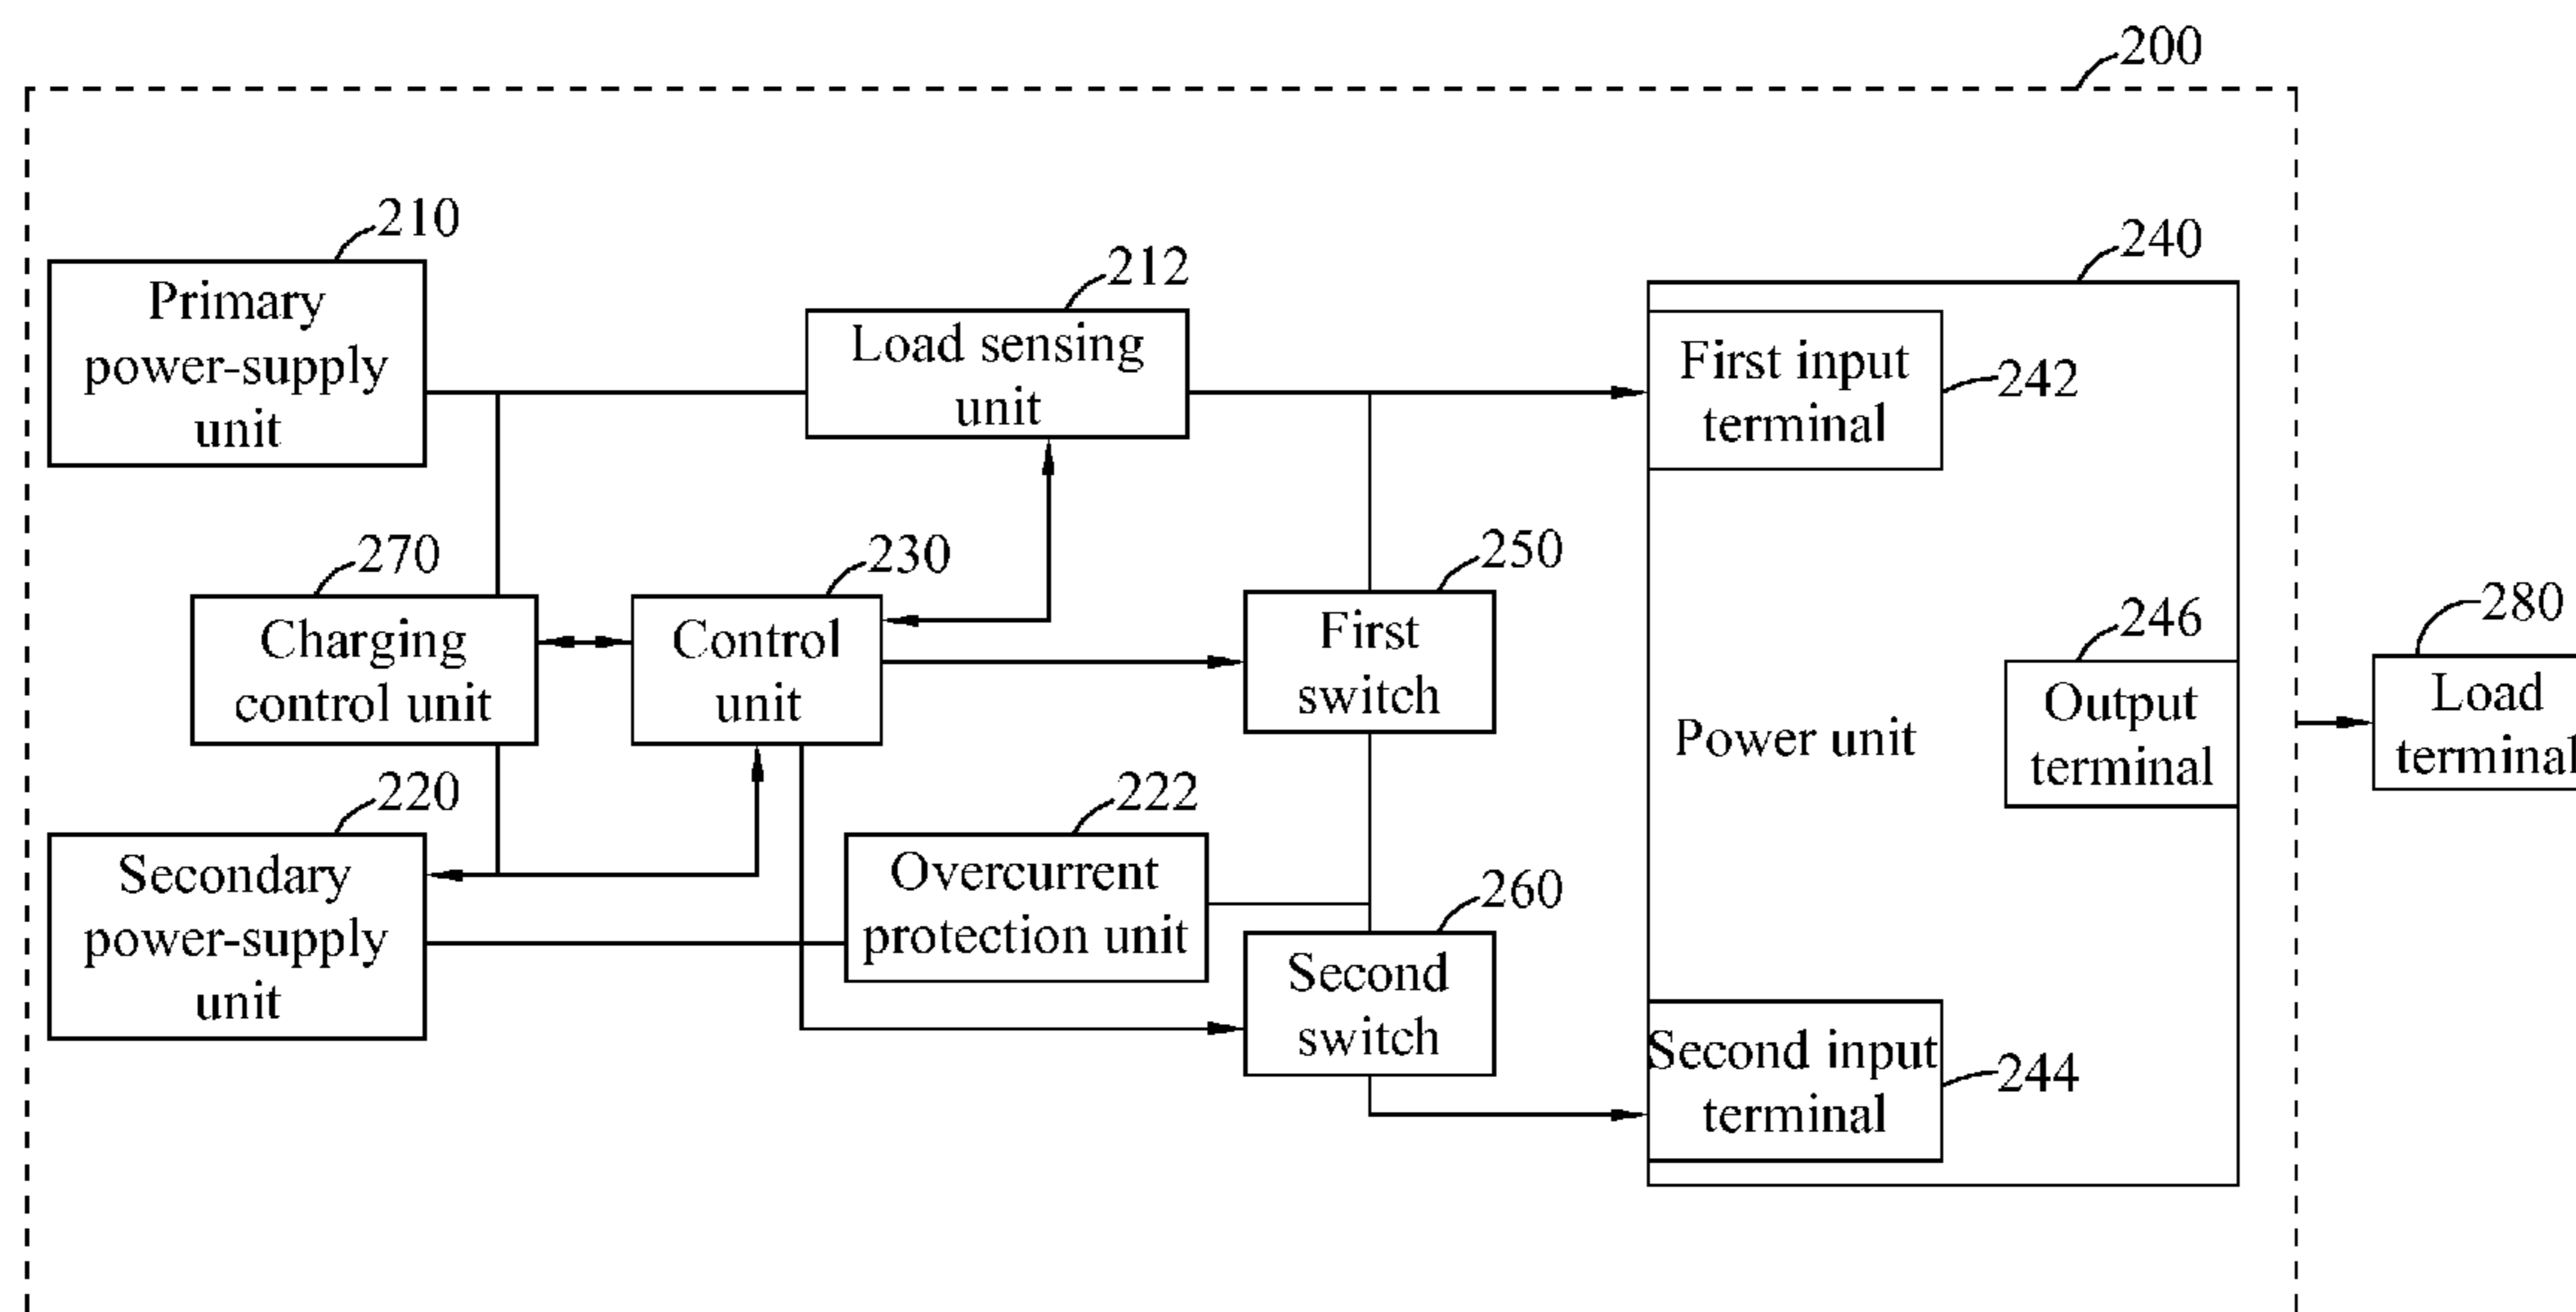 200
210
Primary
power-supply
unit
212
Load sensing
unit
240
First input
terminal
242
270
Charging
control unit
230
Control
unit
250
First
switch
Power unit
246
Output
terminal
280
Load
terminal
220
Secondary
power-supply
unit
222
Overcurrent
protection unit
260
Second
switch
Second input
terminal
244